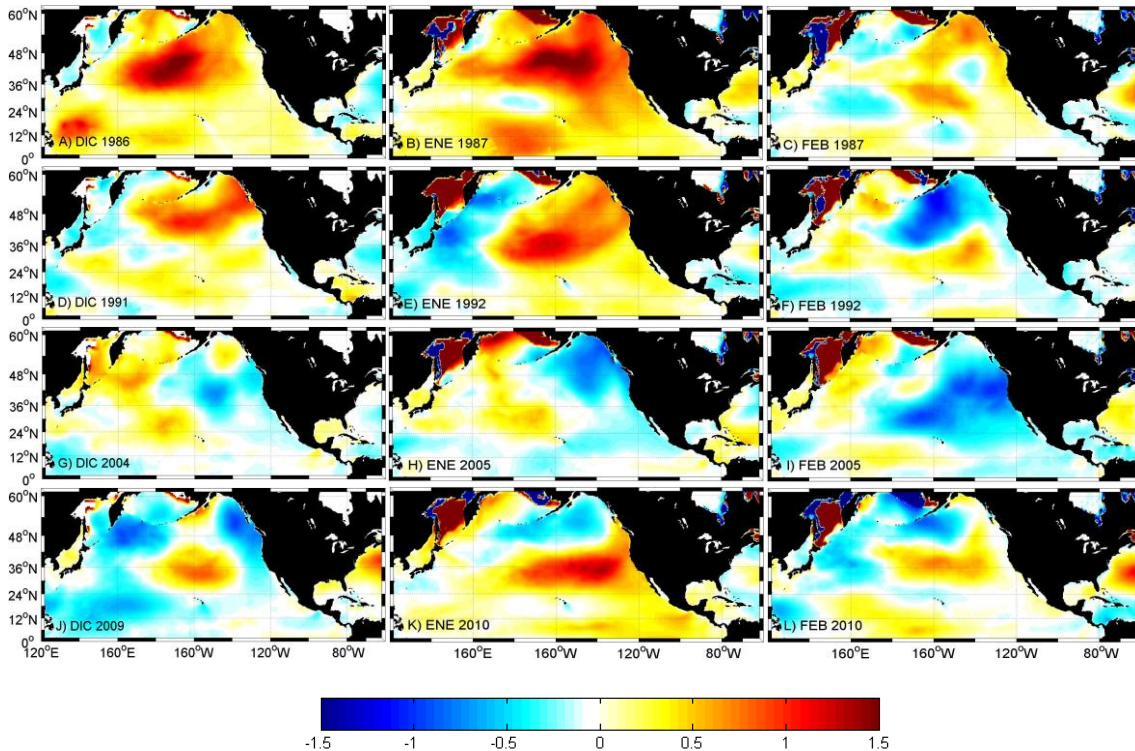 60°N
48°N
36°N
24°N
12°N
0°
A) DIC 1986
B) ENE 1987
C) FEB 1987
60°N
48°N
36°N
24°N
12°N
0°
D) DIC 1991
E) ENE 1992
F) FEB 1992
60°N
48°N
36°N
24°N
12°N
0°
G) DIC 2004
H) ENE 2005
I) FEB 2005
60°N
48°N
36°N
24°N
12°N
0°
J) DIC 2009
K) ENE 2010
L) FEB 2010
120°E 160°E 160°W 120°W 80°W 160°E 160°W 120°W 80°W 160°E 160°W 120°W 80°W
-1.5 -1 -0.5 0 0.5 1 1.5